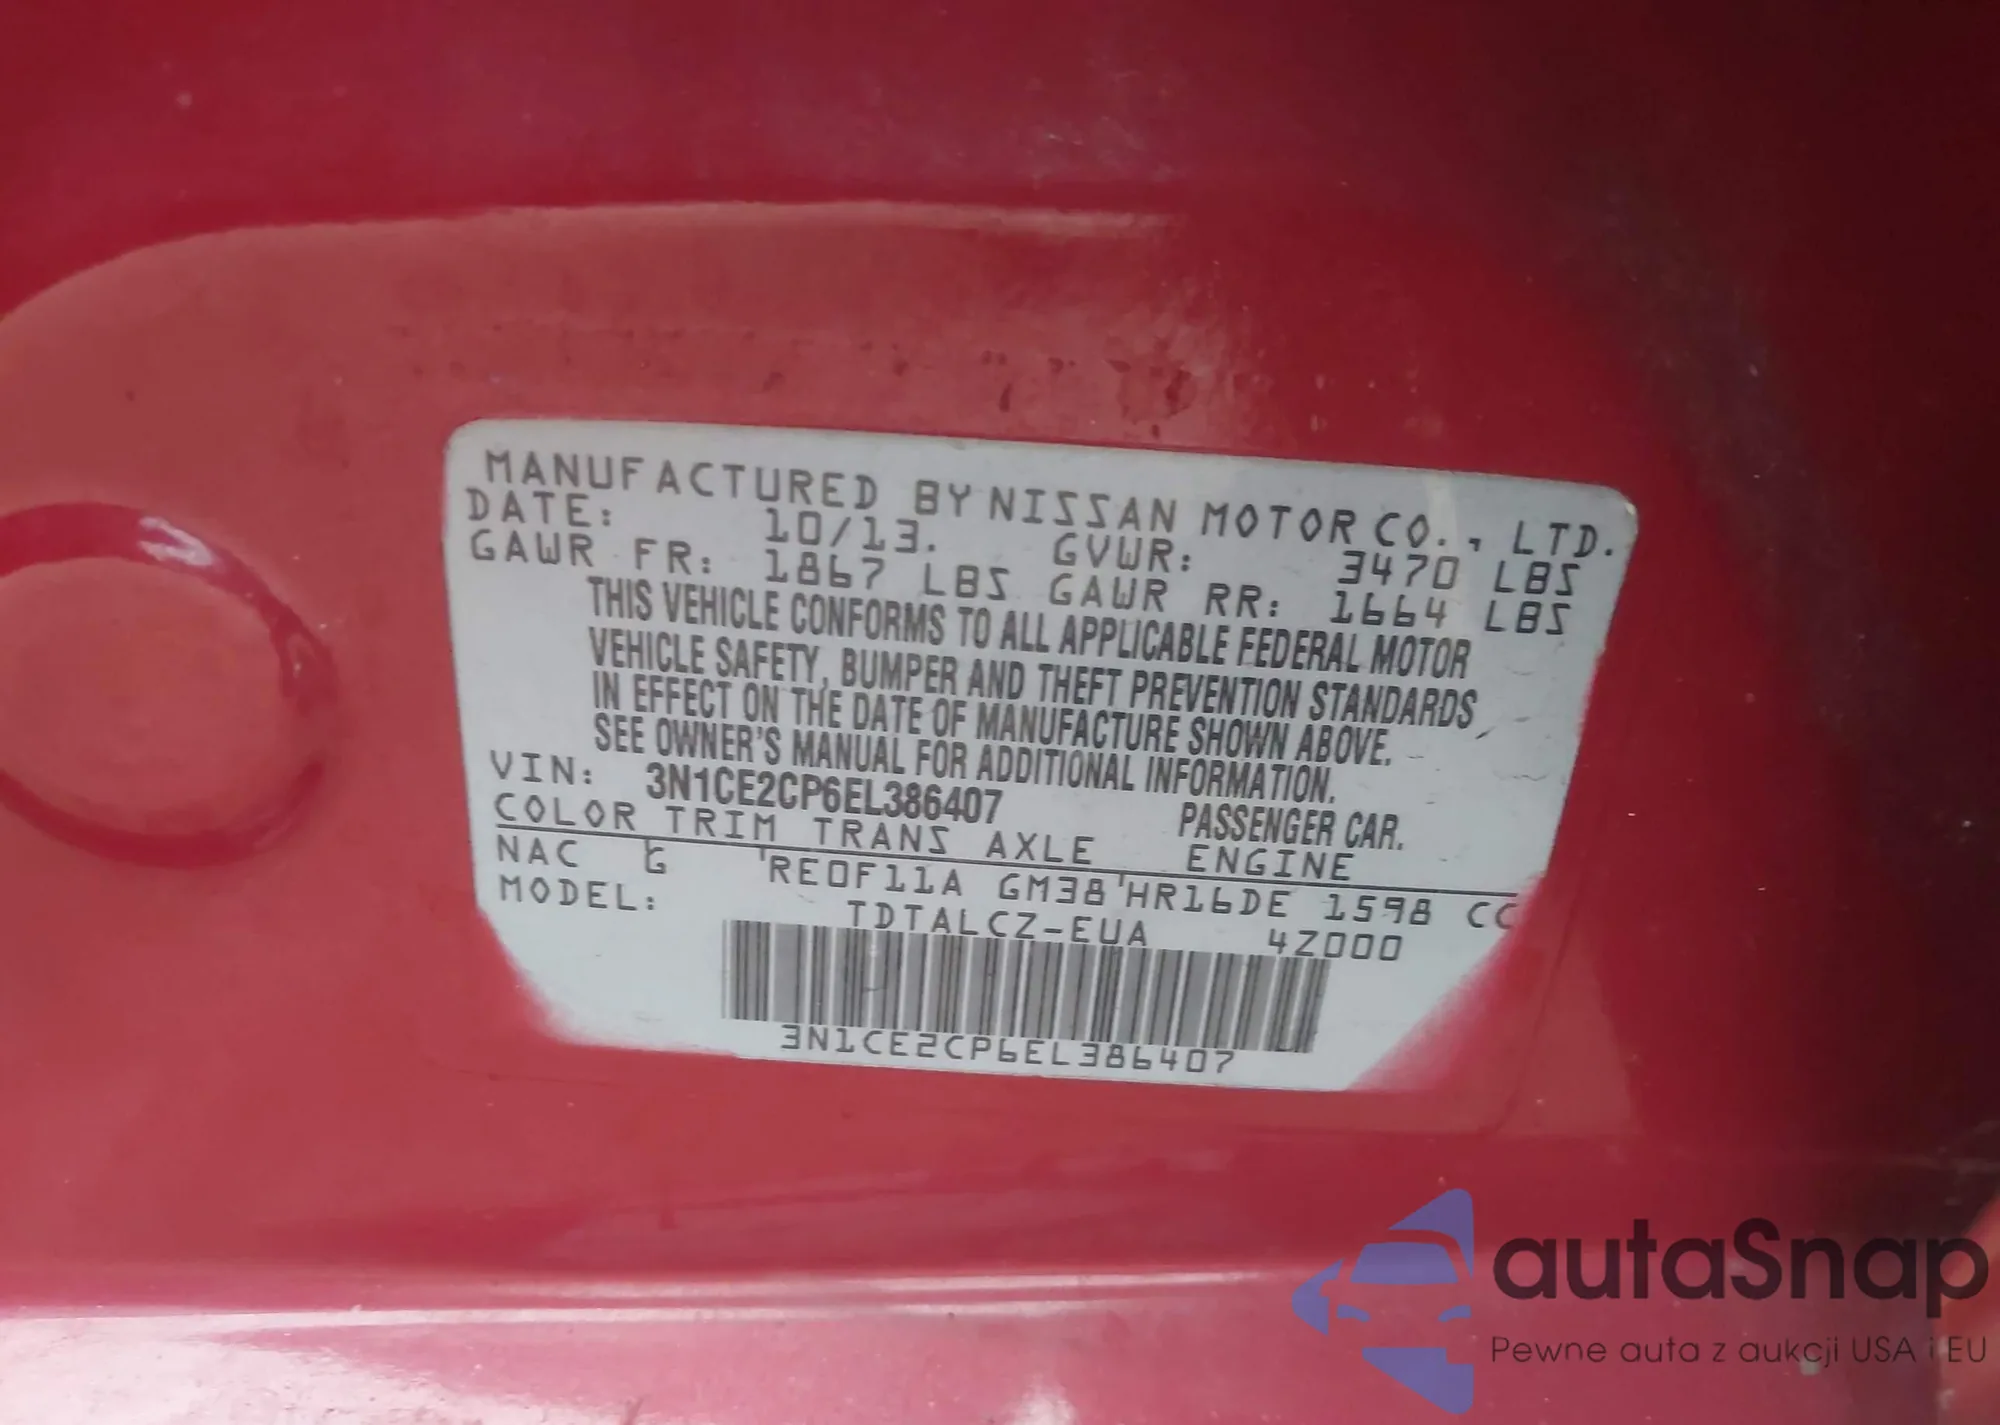 MANUFACTURED BY NISSAN MOTOR CO., LTD.
DATE: 10/13. GVWR: 3470 LBS
GAWR FR: 1867 LBS GAWR RR: 1664 LBS
THIS VEHICLE CONFORMS TO ALL APPLICABLE FEDERAL MOTOR
VEHICLE SAFETY, BUMPER AND THEFT PREVENTION STANDARDS
IN EFFECT ON THE DATE OF MANUFACTURE SHOWN ABOVE.
SEE OWNER'S MANUAL FOR ADDITIONAL INFORMATION.
VIN: 3N1CE2CP6EL386407 PASSENGER CAR.
COLOR TRIM TRANS AXLE ENGINE
NAC G RE0F11A GM38 HR16DE 1598 CC
MODEL: TDTALCZ-EUA 4Z000
3N1CE2CP6EL386407
autaSnap
Pewne auta z aukcji USA i EU